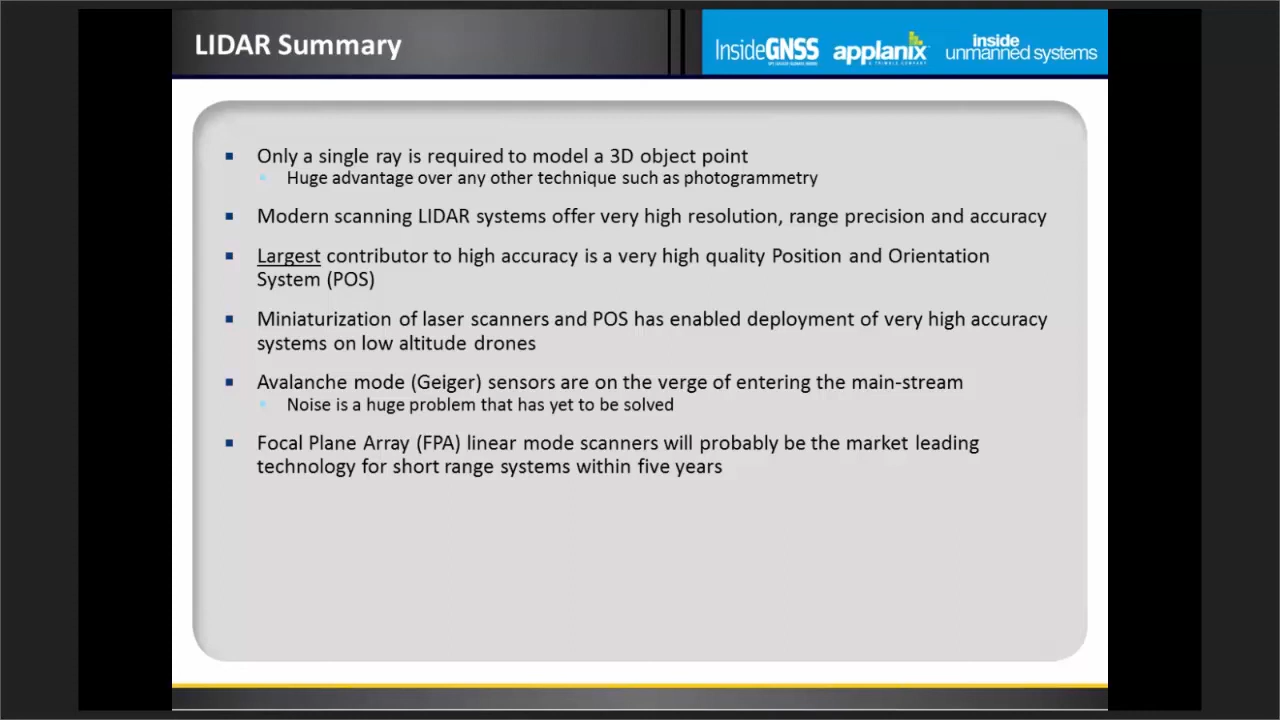 LIDAR Summary
InsideGNSS
applanix
inside
unmanned systems
▪ Only a single ray is required to model a 3D object point
▪ Huge advantage over any other technique such as photogrammetry
▪ Modern scanning LIDAR systems offer very high resolution, range precision and accuracy
▪ Largest contributor to high accuracy is a very high quality Position and Orientation
System (POS)
▪ Miniaturization of laser scanners and POS has enabled deployment of very high accuracy
systems on low altitude drones
▪ Avalanche mode (Geiger) sensors are on the verge of entering the main-stream
▪ Noise is a huge problem that has yet to be solved
▪ Focal Plane Array (FPA) linear mode scanners will probably be the market leading
technology for short range systems within five years